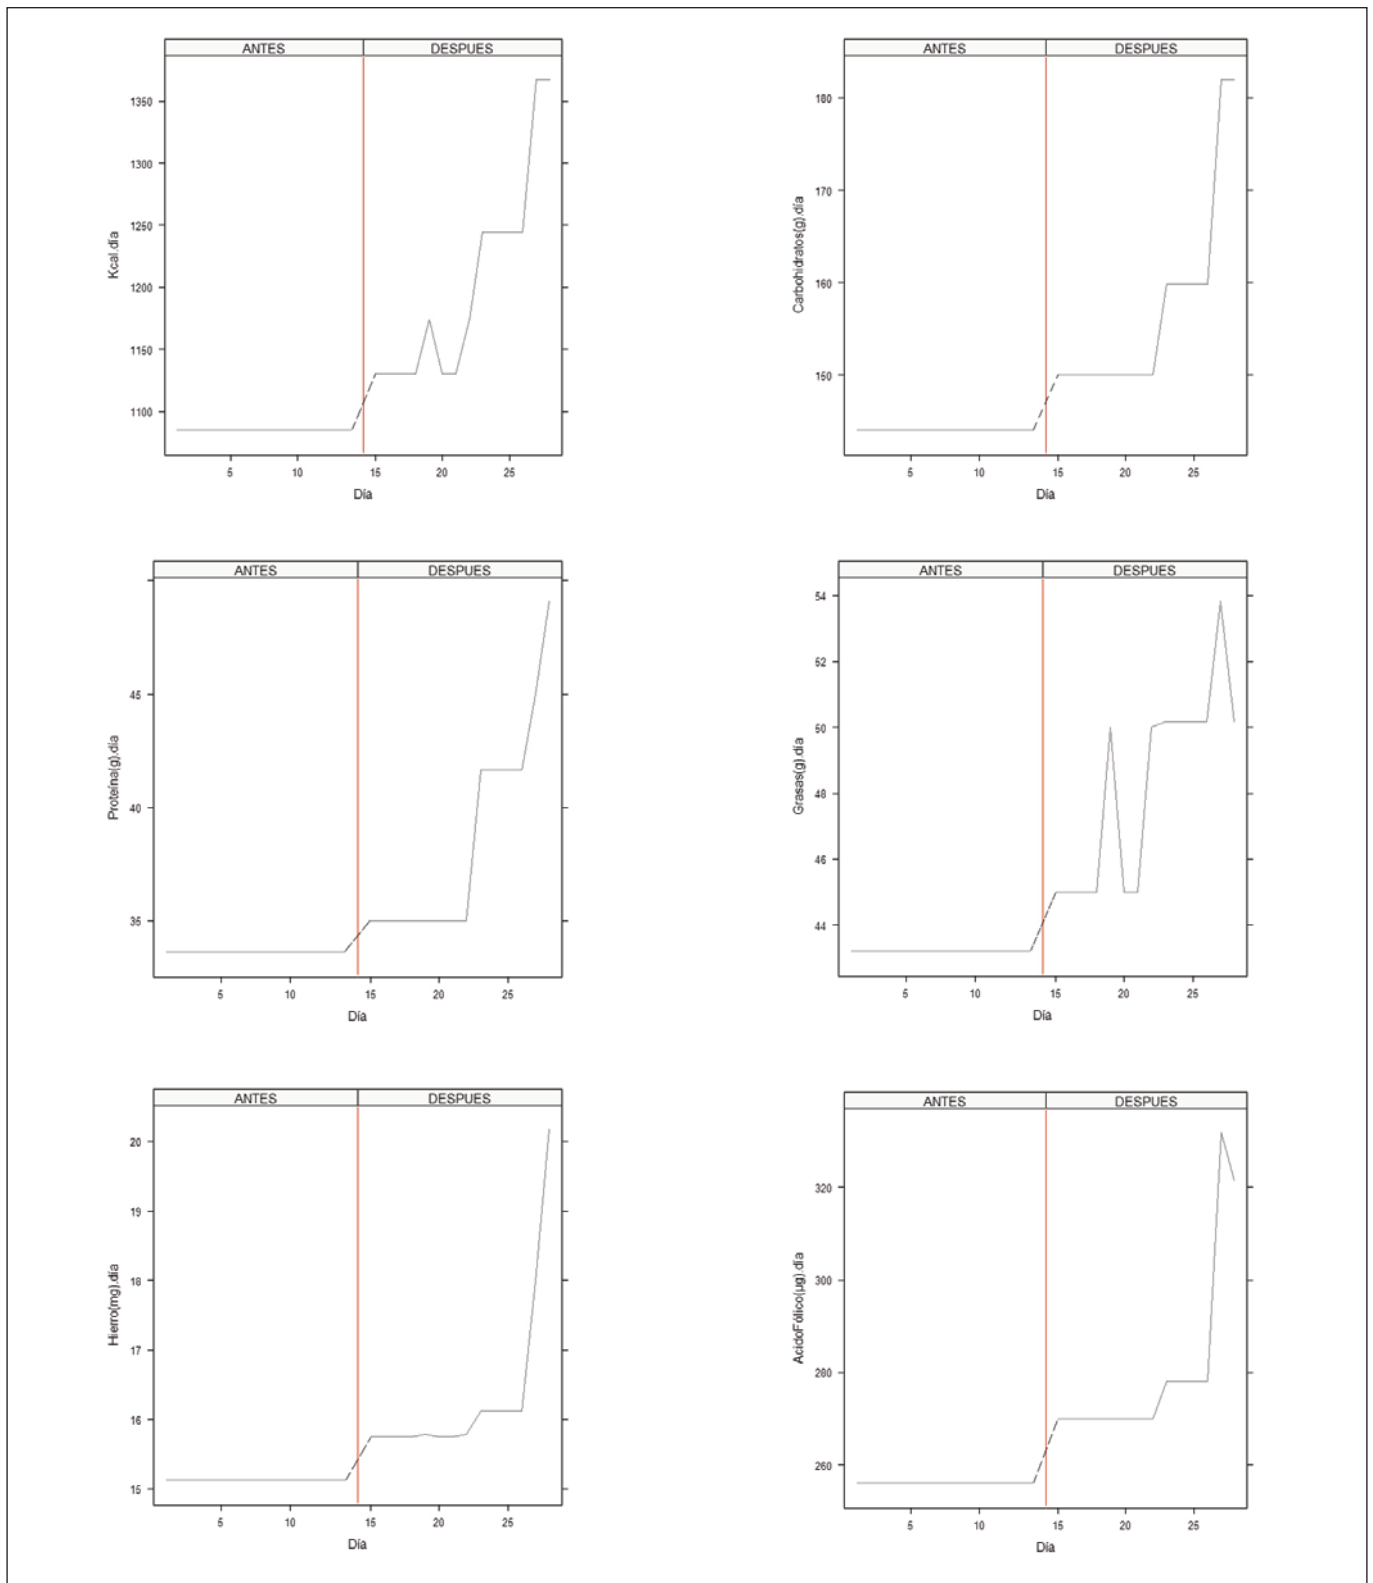 ANTES DESPUES
1350
1300
1250
1200
1150
1100
Kcal.día
5 10 15 20 25
Día
ANTES DESPUES
180
170
160
150
Carbohidratos(g).día
5 10 15 20 25
Día
ANTES DESPUES
45
40
35
Proteína(g).día
5 10 15 20 25
Día
ANTES DESPUES
54
52
50
48
46
44
Grasas(g).día
5 10 15 20 25
Día
ANTES DESPUES
20
19
18
17
16
15
Hierro(mg).día
5 10 15 20 25
Día
ANTES DESPUES
320
300
280
260
AcidoFólico(µg).día
5 10 15 20 25
Día